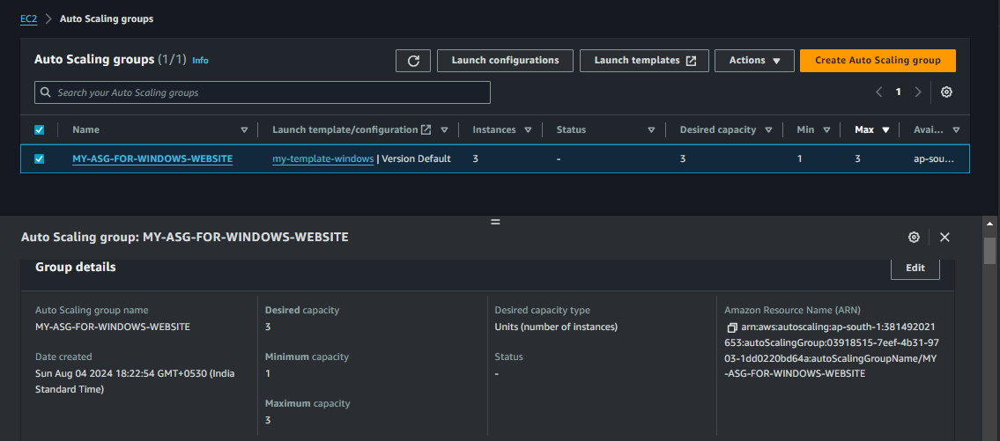 EC2 > Auto Scaling groups
Auto Scaling groups (1/1) Info
Launch configurations
Launch templates
Actions
Create Auto Scaling group
Search your Auto Scaling groups
1
Name Launch template/configuration Instances Status Desired capacity Min Max Avai...
MY-ASG-FOR-WINDOWS-WEBSITE my-template-windows | Version Default 3 - 3 1 3 ap-sou...
Auto Scaling group: MY-ASG-FOR-WINDOWS-WEBSITE
Group details
Edit
Auto Scaling group name
MY-ASG-FOR-WINDOWS-WEBSITE
Date created
Sun Aug 04 2024 18:22:54 GMT+0530 (India
Standard Time)
Desired capacity
3
Minimum capacity
1
Maximum capacity
3
Desired capacity type
Units (number of instances)
Status
-
Amazon Resource Name (ARN)
arn:aws:autoscaling:ap-south-1:381492021
653:autoScalingGroup:03918515-7eef-4b31-97
03-1dd0220bd64a:autoScalingGroupName/MY
-ASG-FOR-WINDOWS-WEBSITE